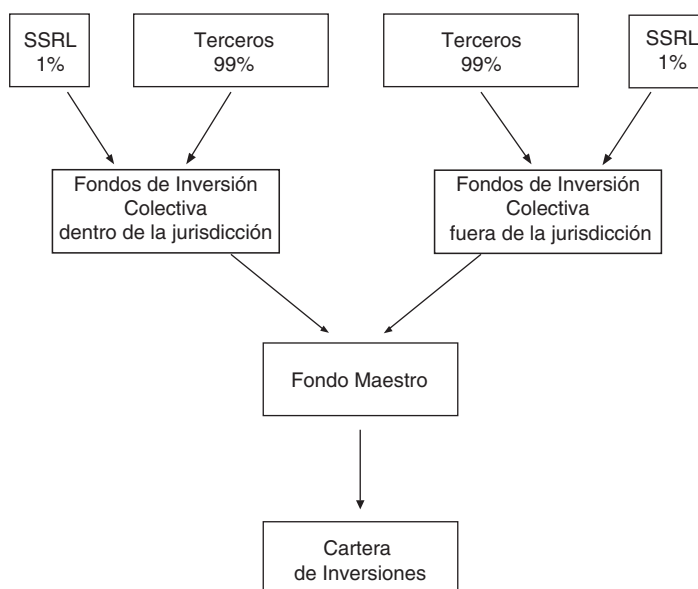 SSRL
1%
Terceros
99%
Terceros
99%
SSRL
1%
Fondos de Inversión
Colectiva
dentro de la jurisdicción
Fondos de Inversión
Colectiva
fuera de la jurisdicción
Fondo Maestro
Cartera
de Inversiones